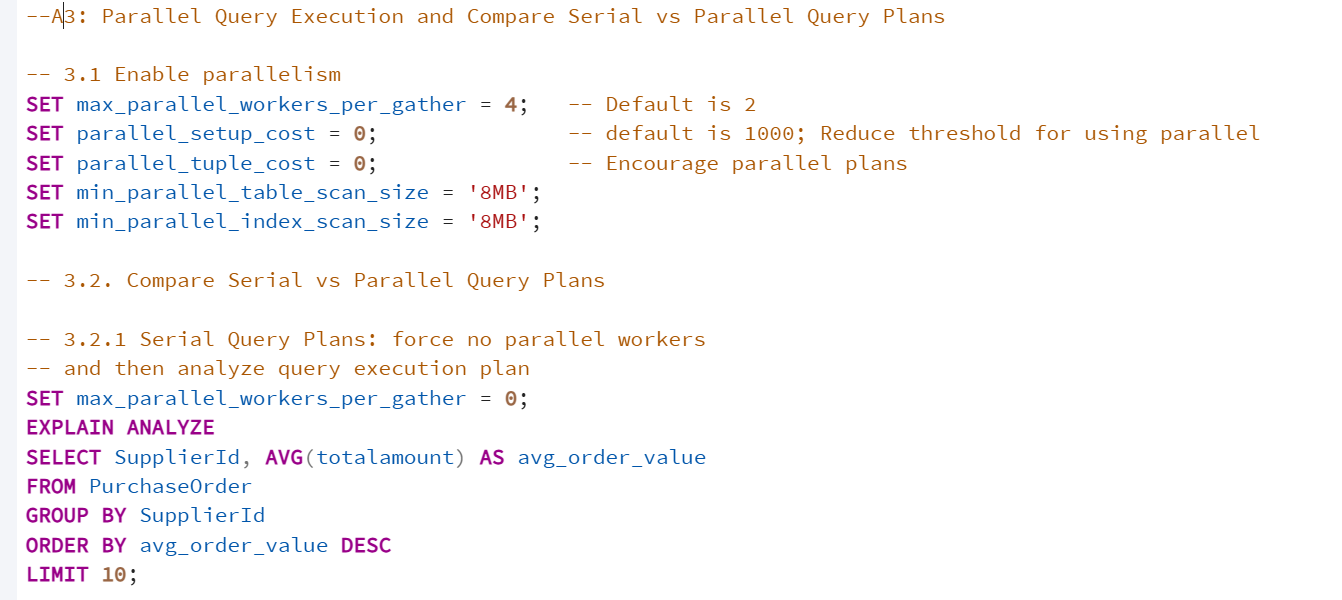 --A3: Parallel Query Execution and Compare Serial vs Parallel Query Plans
-- 3.1 Enable parallelism
SET max_parallel_workers_per_gather = 4;   -- Default is 2
SET parallel_setup_cost = 0;               -- default is 1000; Reduce threshold for using parallel
SET parallel_tuple_cost = 0;               -- Encourage parallel plans
SET min_parallel_table_scan_size = '8MB';
SET min_parallel_index_scan_size = '8MB';
-- 3.2. Compare Serial vs Parallel Query Plans
-- 3.2.1 Serial Query Plans: force no parallel workers
-- and then analyze query execution plan
SET max_parallel_workers_per_gather = 0;
EXPLAIN ANALYZE
SELECT SupplierId, AVG(totalamount) AS avg_order_value
FROM PurchaseOrder
GROUP BY SupplierId
ORDER BY avg_order_value DESC
LIMIT 10;